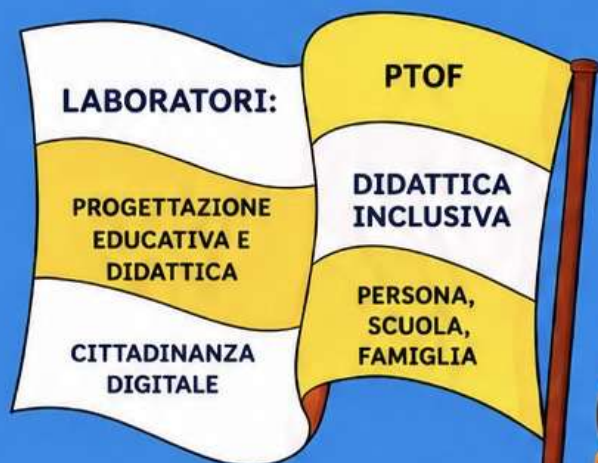 LABORATORI:
PROGETTAZIONE
EDUCATIVA E
DIDATTICA
CITTADINANZA
DIGITALE
PTOF
DIDATTICA
INCLUSIVA
PERSONA,
SCUOLA,
FAMIGLIA